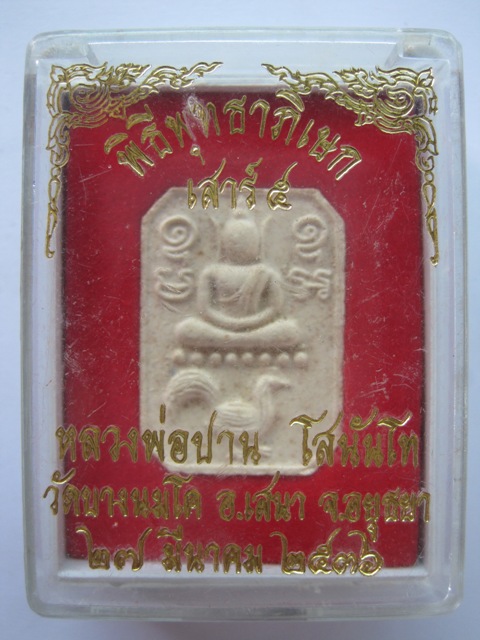 พิธีพุทธาภิเษก
เสาร์ ๕
หลวงพ่อปาน โสนันโท
วัดบางนมโค อ.เสนา จ.อยุธยา
๒๗ มีนาคม ๒๕๓๖